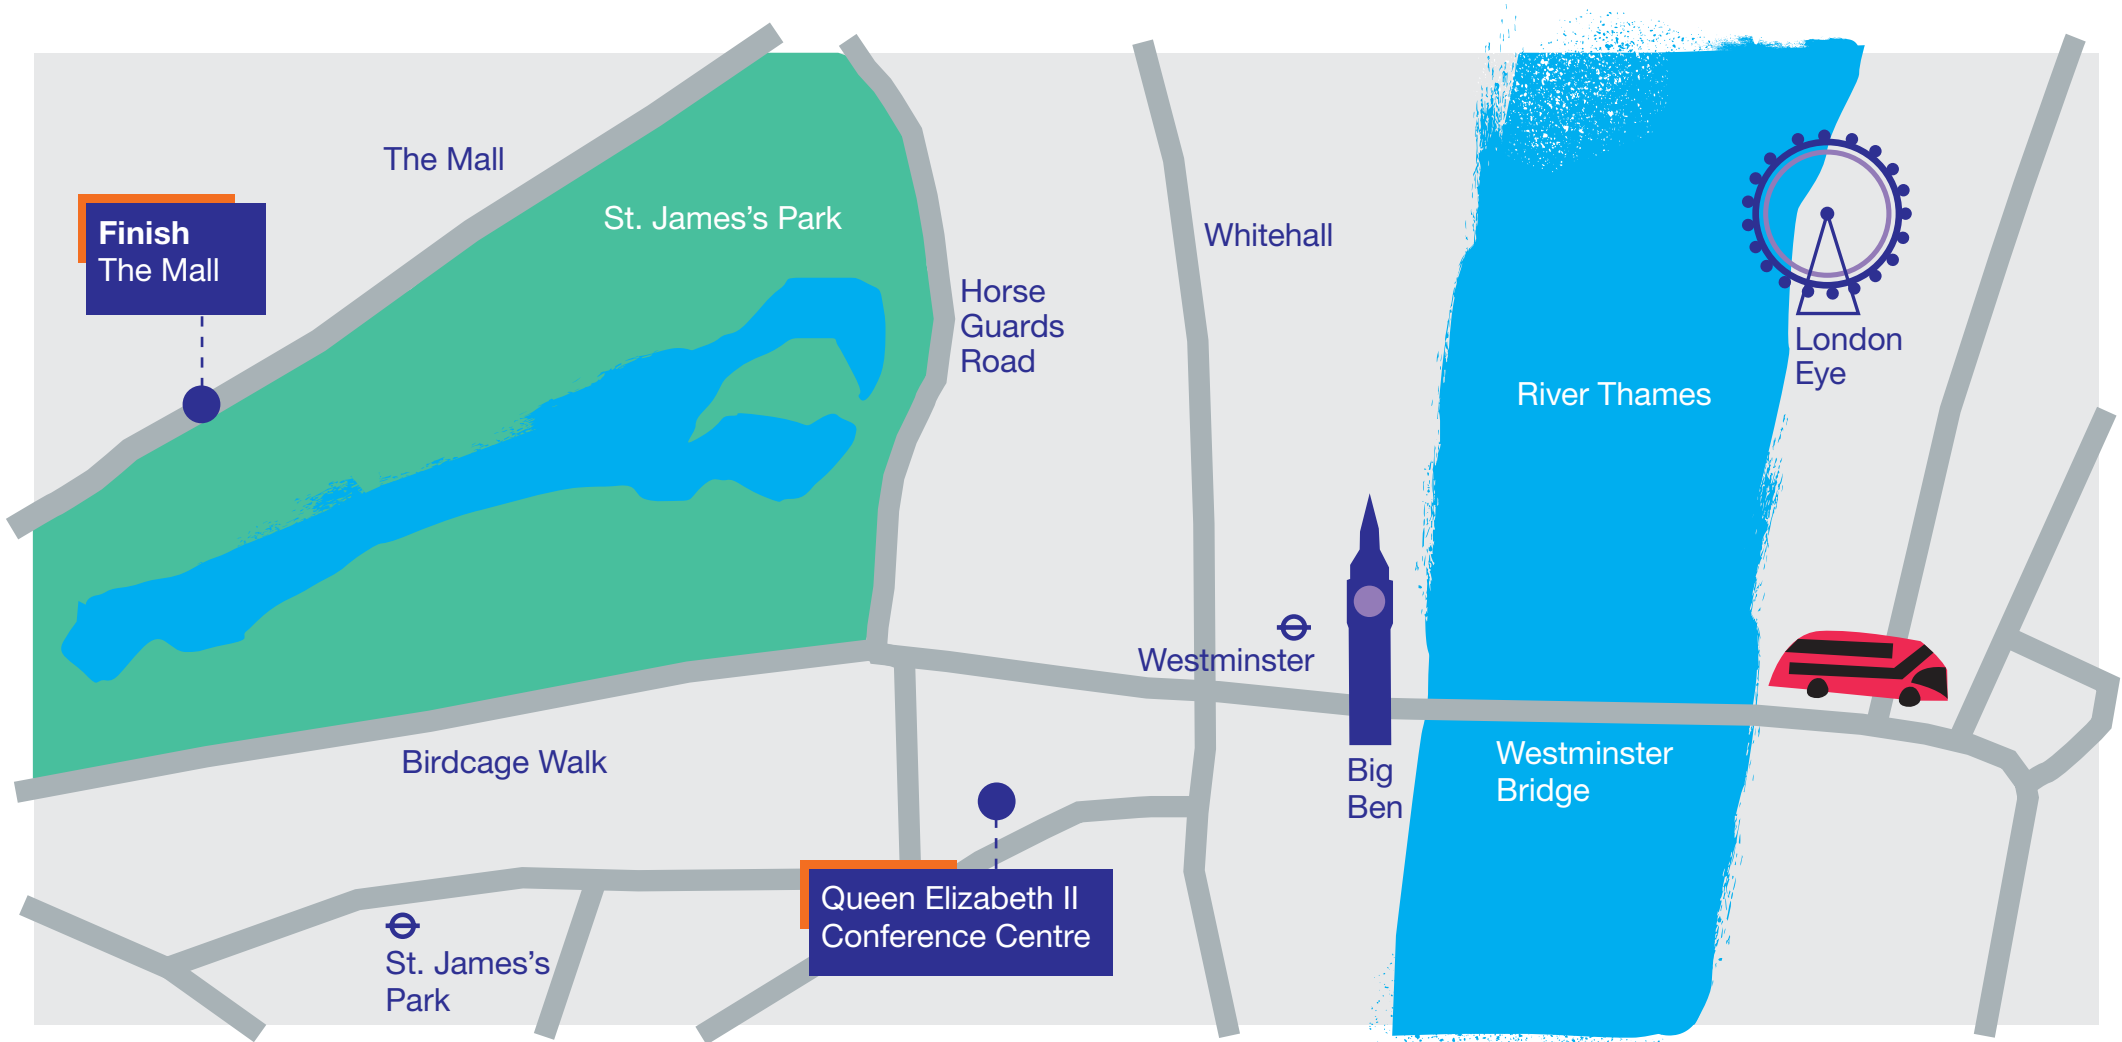 The Mall
Finish
The Mall
St. James’s Park
Whitehall
Horse
Guards
Road
London
Eye
River Thames
Westminster
Birdcage Walk
Westminster
Bridge
Big
Ben
Queen Elizabeth II
Conference Centre
St. James’s
Park